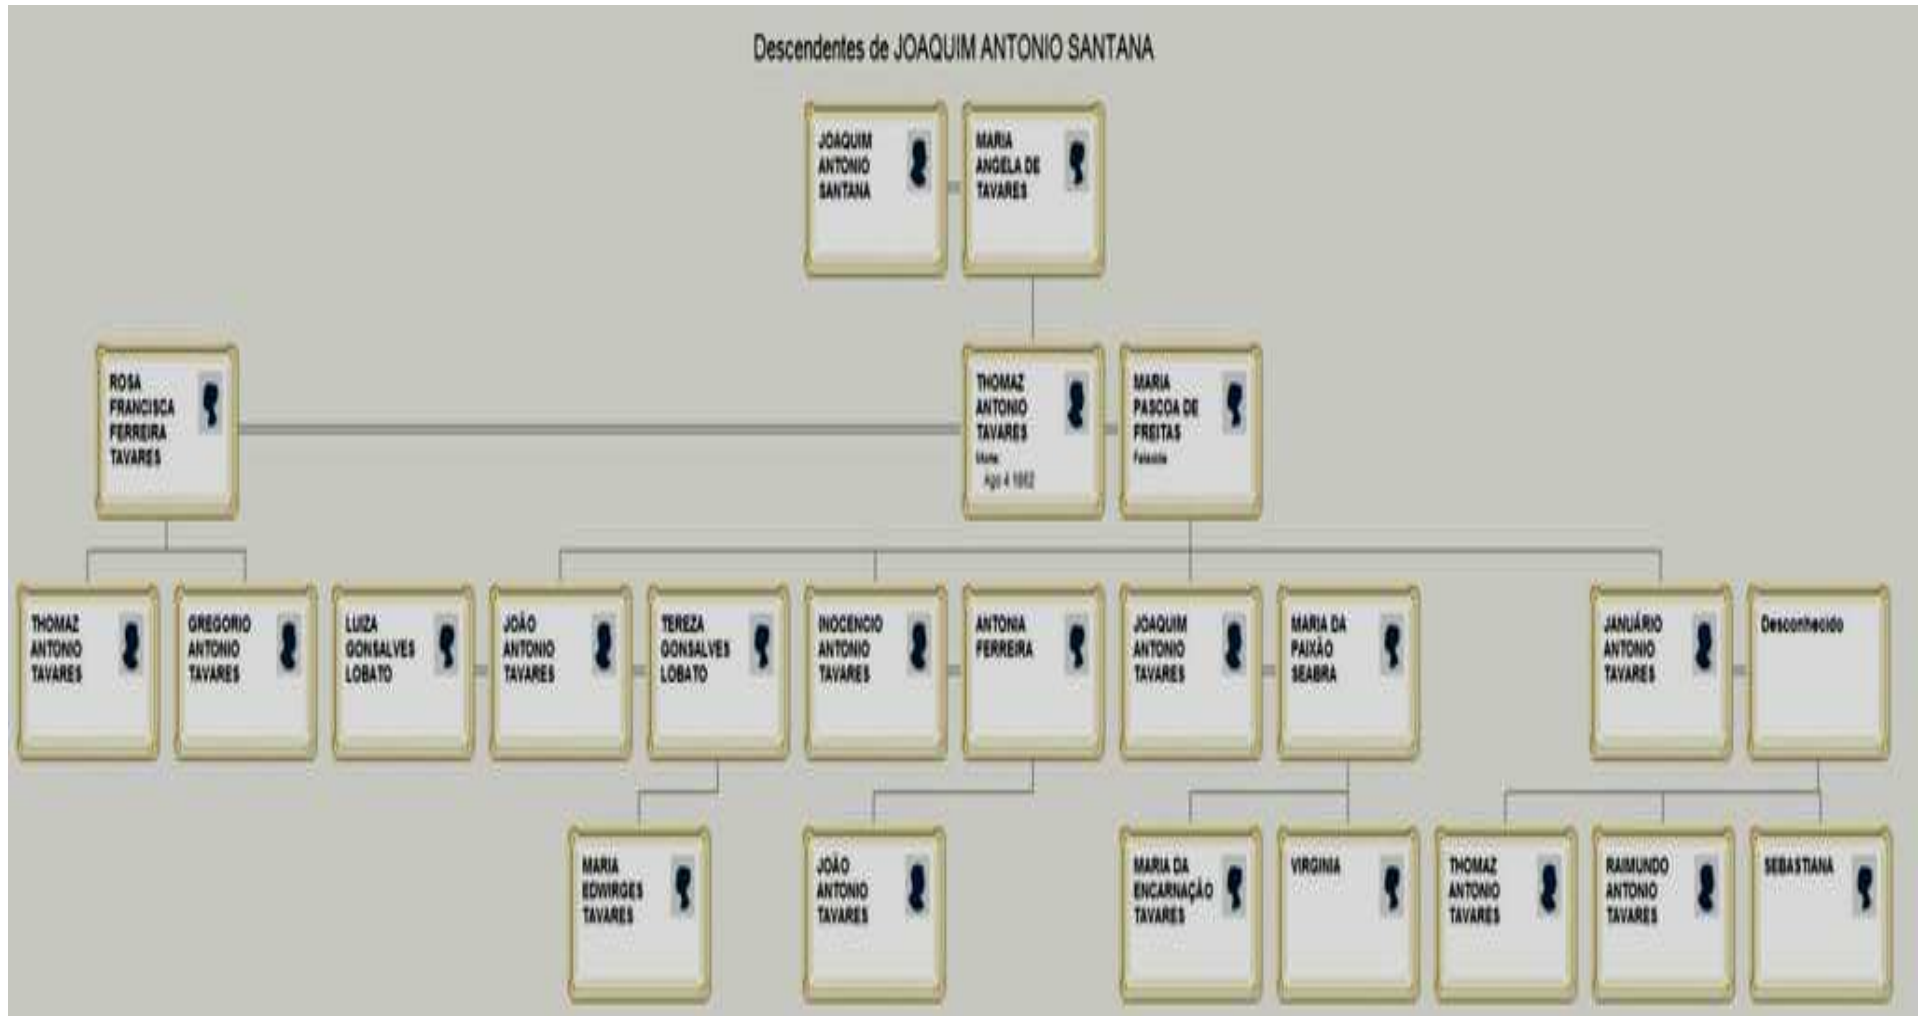 Descendentes de JOAQUIM ANTONIO SANTANA
JOAQUIM
ANTONIO
SANTANA
MARIA
ANGELA DE
TAVARES
ROSA
FRANCISCA
FERREIRA
TAVARES
THOMAZ
ANTONIO
TAVARES
Morte
Ago 4
MARIA
PASCOA DE
FREITAS
THOMAZ
ANTONIO
TAVARES
GREGORIO
ANTONIO
TAVARES
LUIZA
GONSALVES
LOBATO
JOÃO
ANTONIO
TAVARES
TEREZA
GONSALVES
LOBATO
INOCENCIO
ANTONIO
TAVARES
ANTONIA
FERREIRA
JOAQUIM
ANTONIO
TAVARES
MARIA DA
PAIXÃO
SEABRA
JANUÁRIO
ANTONIO
TAVARES
Desconhecido
MARIA
EDWIRGES
TAVARES
JOÃO
ANTONIO
TAVARES
MARIA DA
ENCARNAÇÃO
TAVARES
VIRGINIA
THOMAZ
ANTONIO
TAVARES
RAIMUNDO
ANTONIO
TAVARES
SEBASTIANA